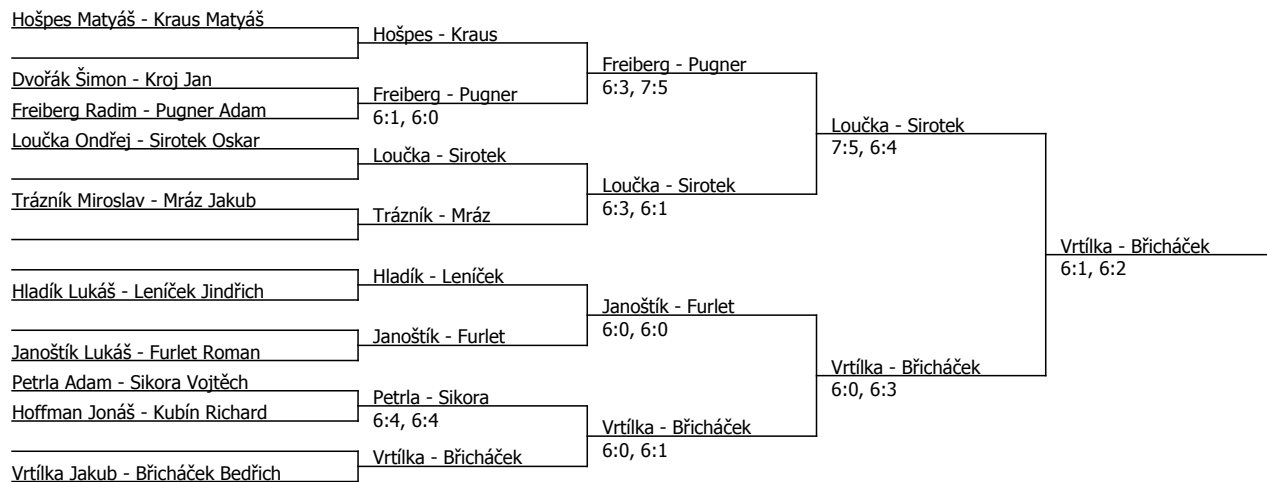 Hošpes Matyáš - Kraus Matyáš
Dvořák Šimon - Kroj Jan
Freiberg Radim - Pugner Adam
Loučka Ondřej - Sirotek Oskar
Trázník Miroslav - Mráz Jakub
Hladík Lukáš - Leníček Jindřich
Janoštík Lukáš - Furlet Roman
Petrla Adam - Sikora Vojtěch
Hoffman Jonáš - Kubín Richard
Vrtílka Jakub - Břicháček Bedřich
Hošpes - Kraus
Freiberg - Pugner
6:1, 6:0
Loučka - Sirotek
Trázník - Mráz
Hladík - Leníček
Janoštík - Furlet
Petrla - Sikora
6:4, 6:4
Vrtílka - Břicháček
Freiberg - Pugner
6:3, 7:5
Loučka - Sirotek
6:3, 6:1
Janoštík - Furlet
6:0, 6:0
Vrtílka - Břicháček
6:0, 6:1
Loučka - Sirotek
7:5, 6:4
Vrtílka - Břicháček
6:0, 6:3
Vrtílka - Břicháček
6:1, 6:2